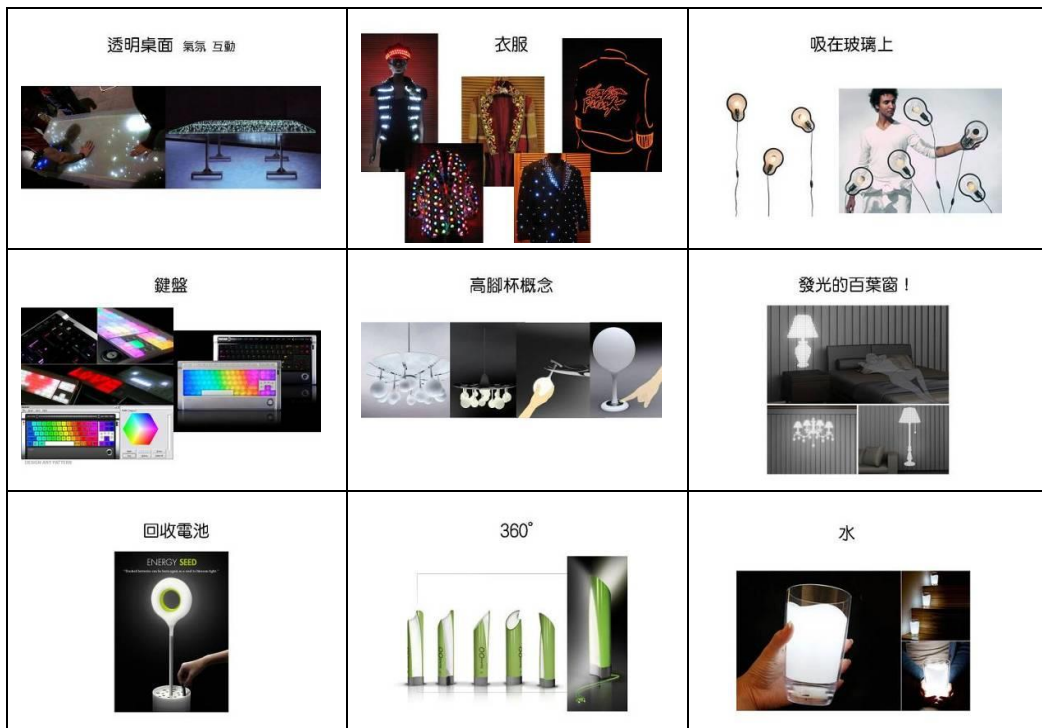 透明桌面 氣氛 互動
衣服
吸在玻璃上
鍵盤
高腳杯概念
發光的百葉窗！
回收電池
360°
水
ENERGY SEED